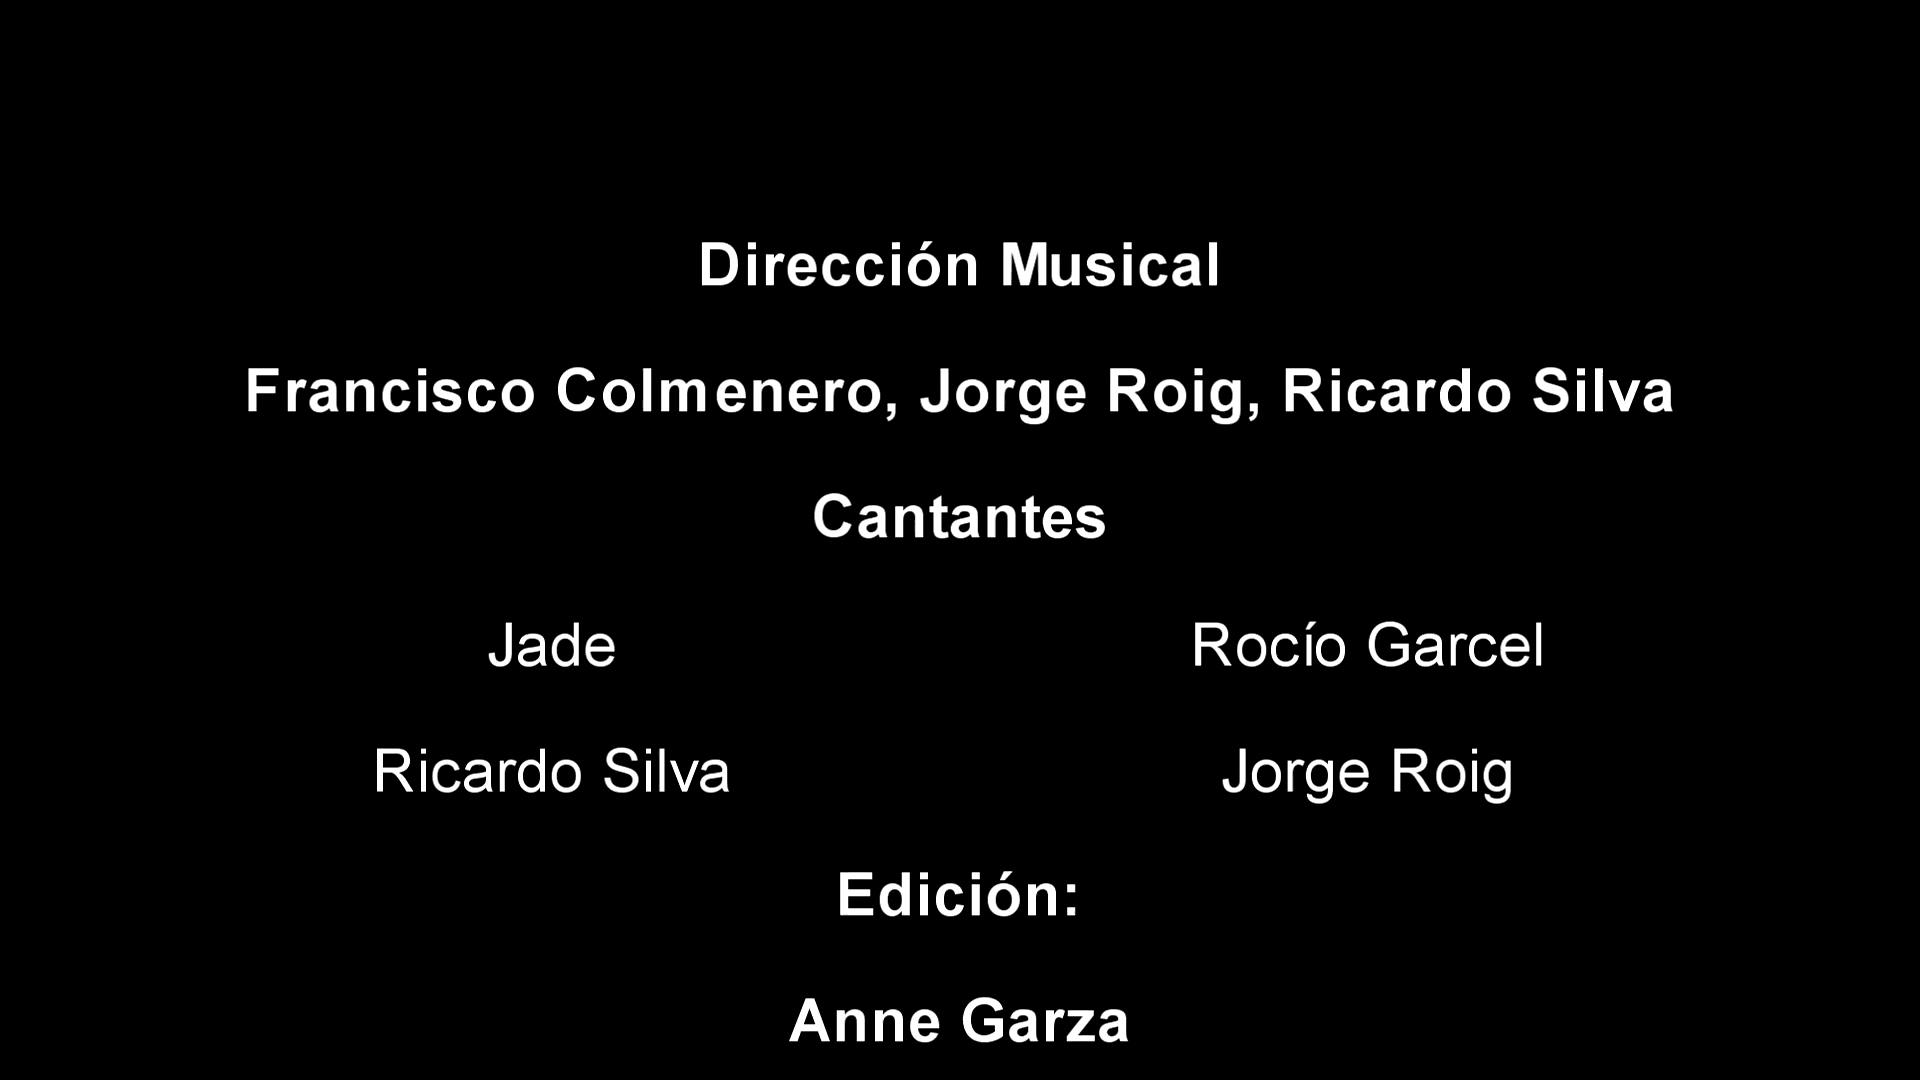 Dirección Musical
Francisco Colmenero, Jorge Roig, Ricardo Silva
Cantantes
Jade Rocío Garcel
Ricardo Silva Jorge Roig
Edición:
Anne Garza